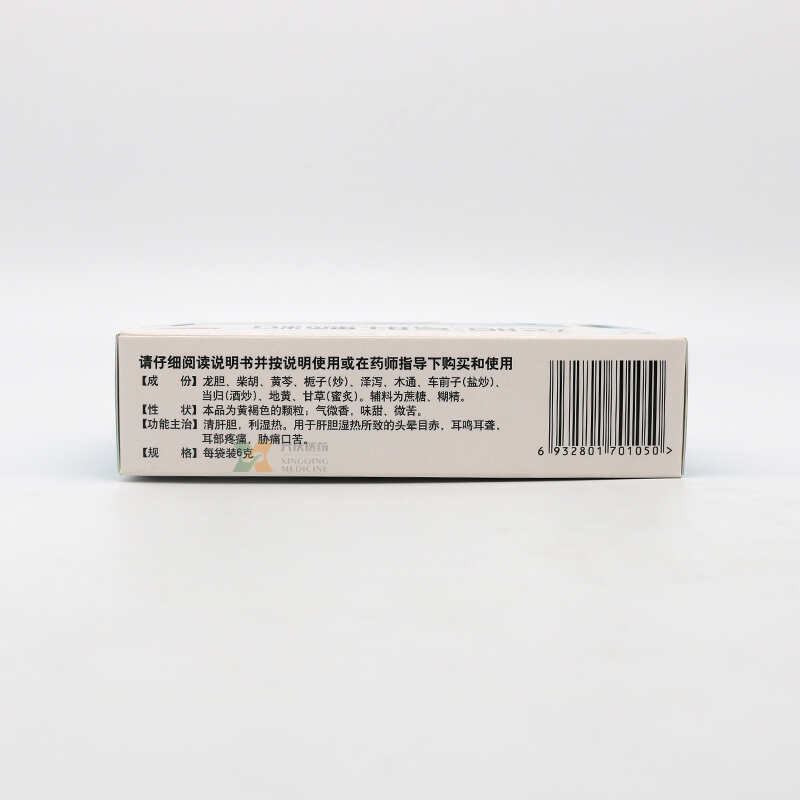 请仔细阅读说明书并按说明使用或在药师指导下购买和使用
【成　份】龙胆、柴胡、黄芩、栀子(炒)、泽泻、木通、车前子(盐炒)、
当归(酒炒)、地黄、甘草(蜜炙)。辅料为蔗糖、糊精。
【性　状】本品为黄褐色的颗粒；气微香，味甜、微苦。
【功能主治】清肝胆，利湿热。用于肝胆湿热所致的头晕目赤，耳鸣耳聋，
耳部疼痛，胁痛口苦。
【规　格】每袋装6克
XINGQING
MEDICINE
6 932801 701050 >